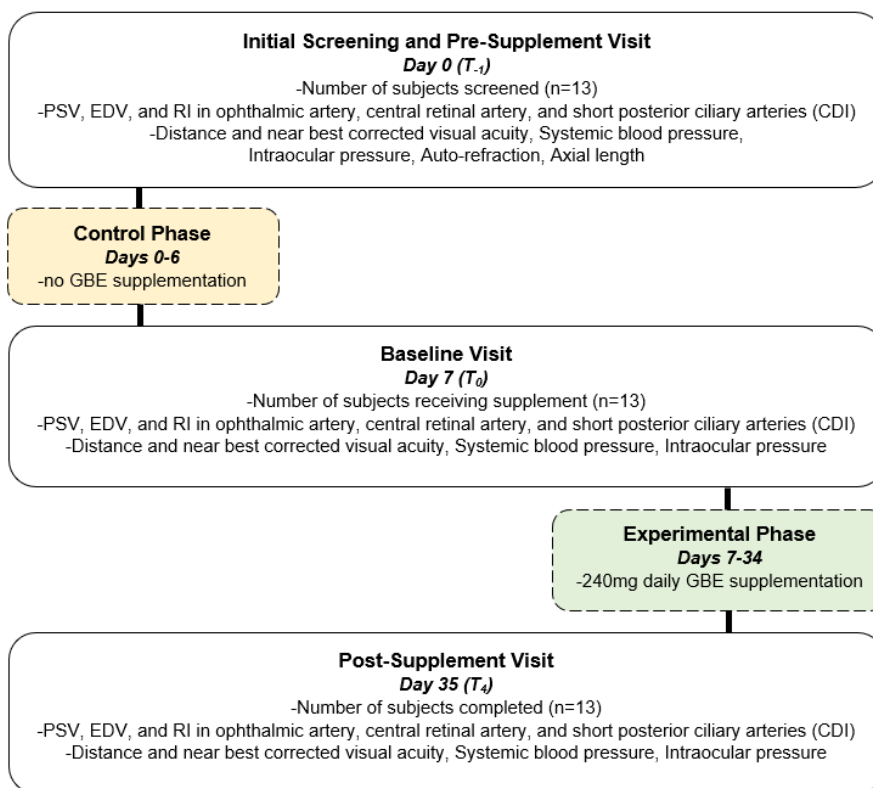 Initial Screening and Pre-Supplement Visit
Day 0 (T-1)
-Number of subjects screened (n=13)
-PSV, EDV, and RI in ophthalmic artery, central retinal artery, and short posterior ciliary arteries (CDI)
-Distance and near best corrected visual acuity, Systemic blood pressure,
Intraocular pressure, Auto-refraction, Axial length
Control Phase
Days 0-6
-no GBE supplementation
Baseline Visit
Day 7 (T0)
-Number of subjects receiving supplement (n=13)
-PSV, EDV, and RI in ophthalmic artery, central retinal artery, and short posterior ciliary arteries (CDI)
-Distance and near best corrected visual acuity, Systemic blood pressure, Intraocular pressure
Experimental Phase
Days 7-34
-240mg daily GBE supplementation
Post-Supplement Visit
Day 35 (T4)
-Number of subjects completed (n=13)
-PSV, EDV, and RI in ophthalmic artery, central retinal artery, and short posterior ciliary arteries (CDI)
-Distance and near best corrected visual acuity, Systemic blood pressure, Intraocular pressure